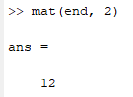 >> mat(end, 2)
ans =
12